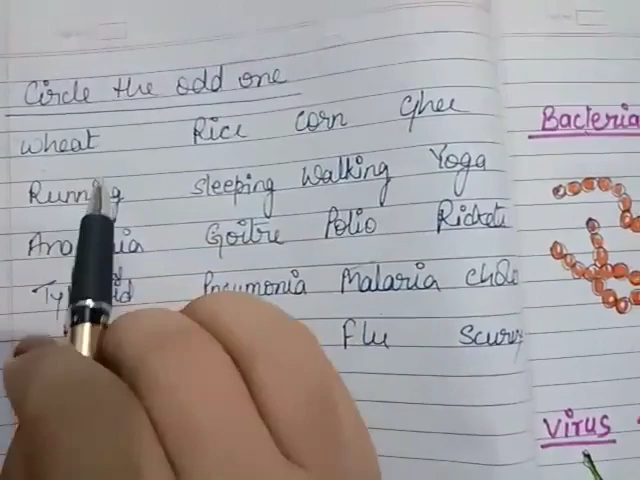 Circle the odd one
Wheat Rice corn Ghee
Running Sleeping Walking Yoga
Goitre Polio
Pneumonia Malaria
Flu
Bacteria
Virus